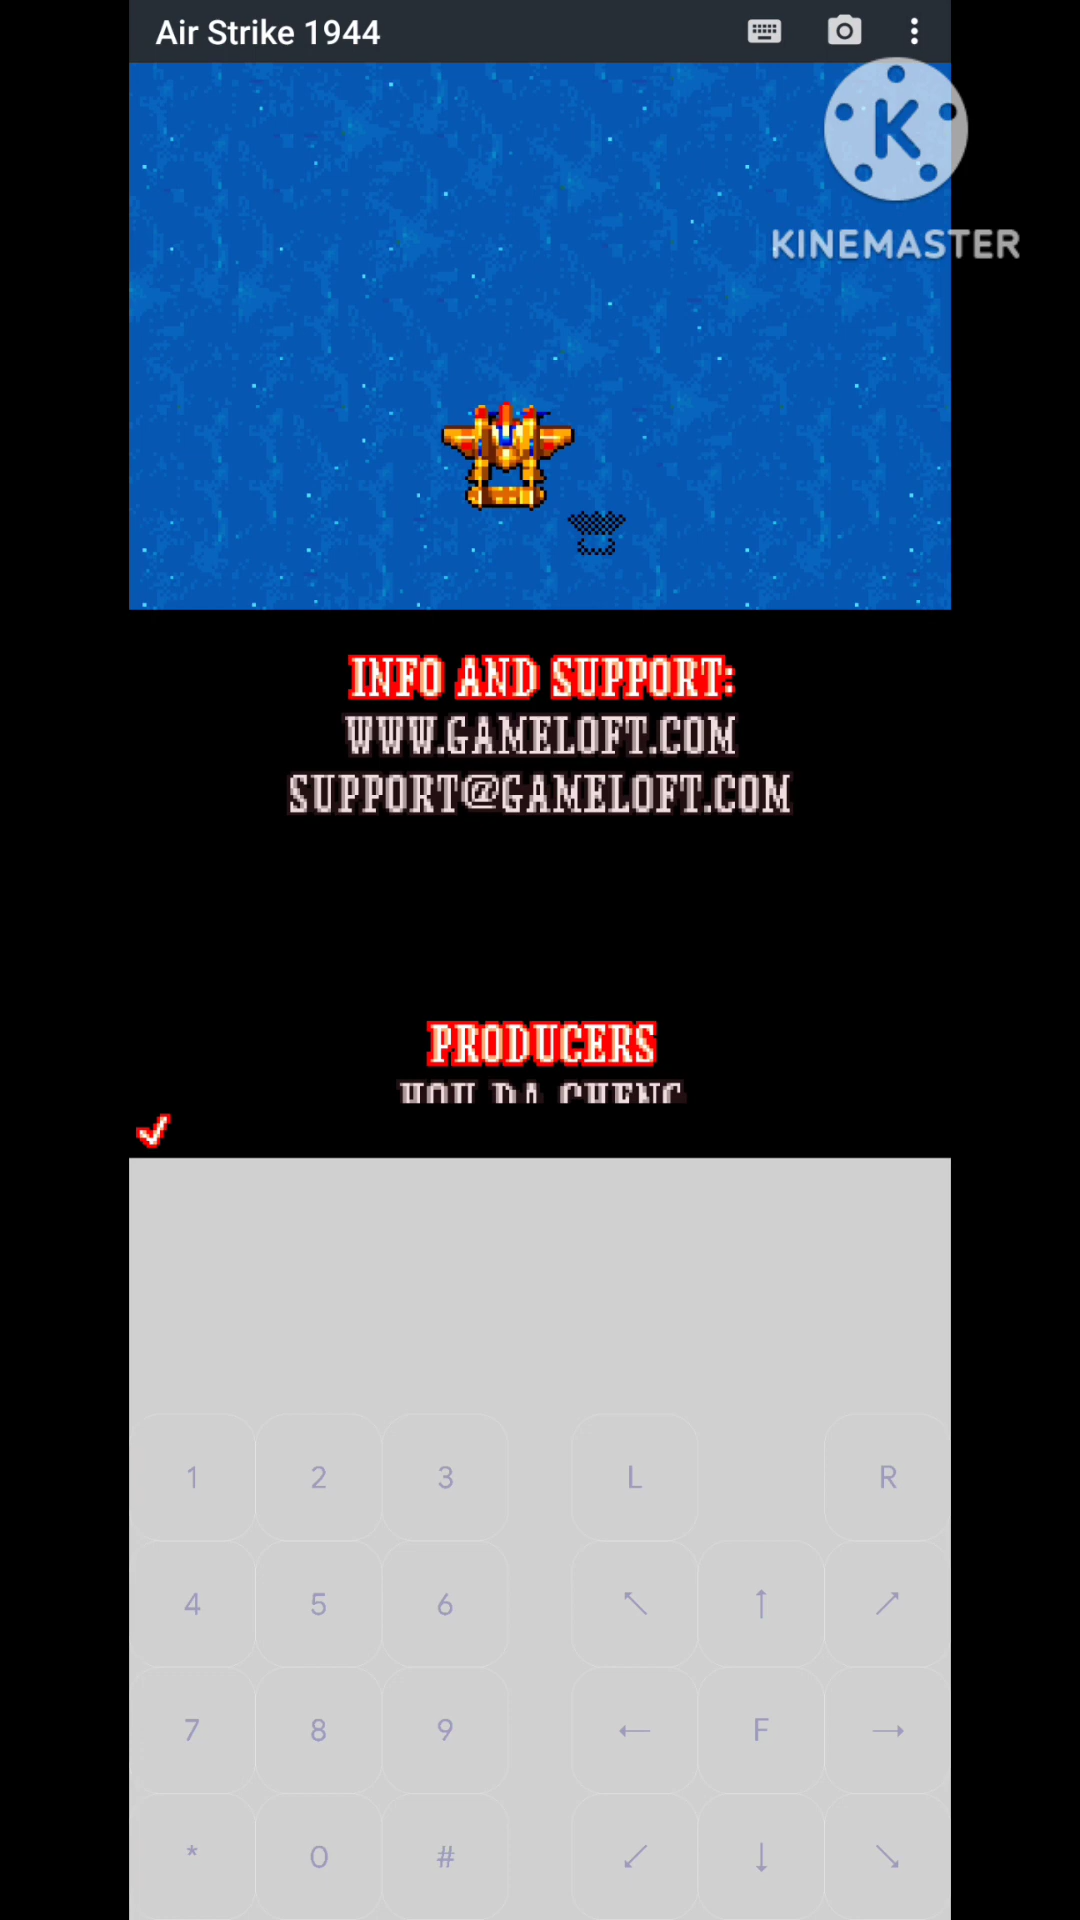 Air Strike 1944
K
KINEMASTER
INFO AND SUPPORT:
WWW.GAMELOFT.COM
SUPPORT@GAMELOFT.COM
PRODUCERS
1 2 3 L R
4 5 6 ↖ ↑ ↗
7 8 9 ← F →
* 0 # ↙ ↓ ↘